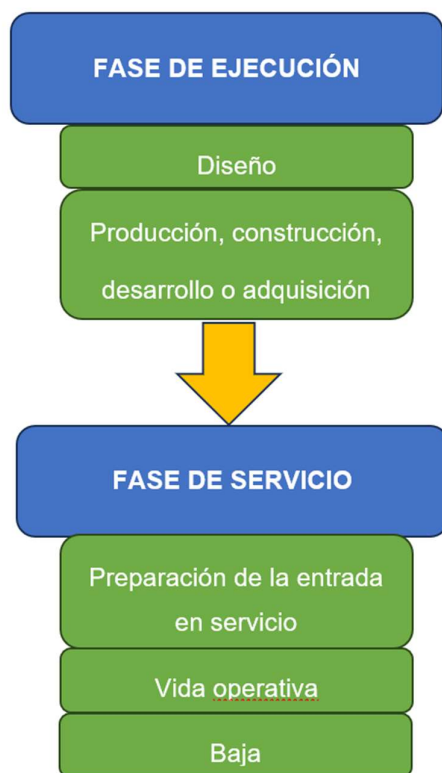 FASE DE EJECUCIÓN
Diseño
Producción, construcción,
desarrollo o adquisición
FASE DE SERVICIO
Preparación de la entrada
en servicio
Vida operativa
Baja